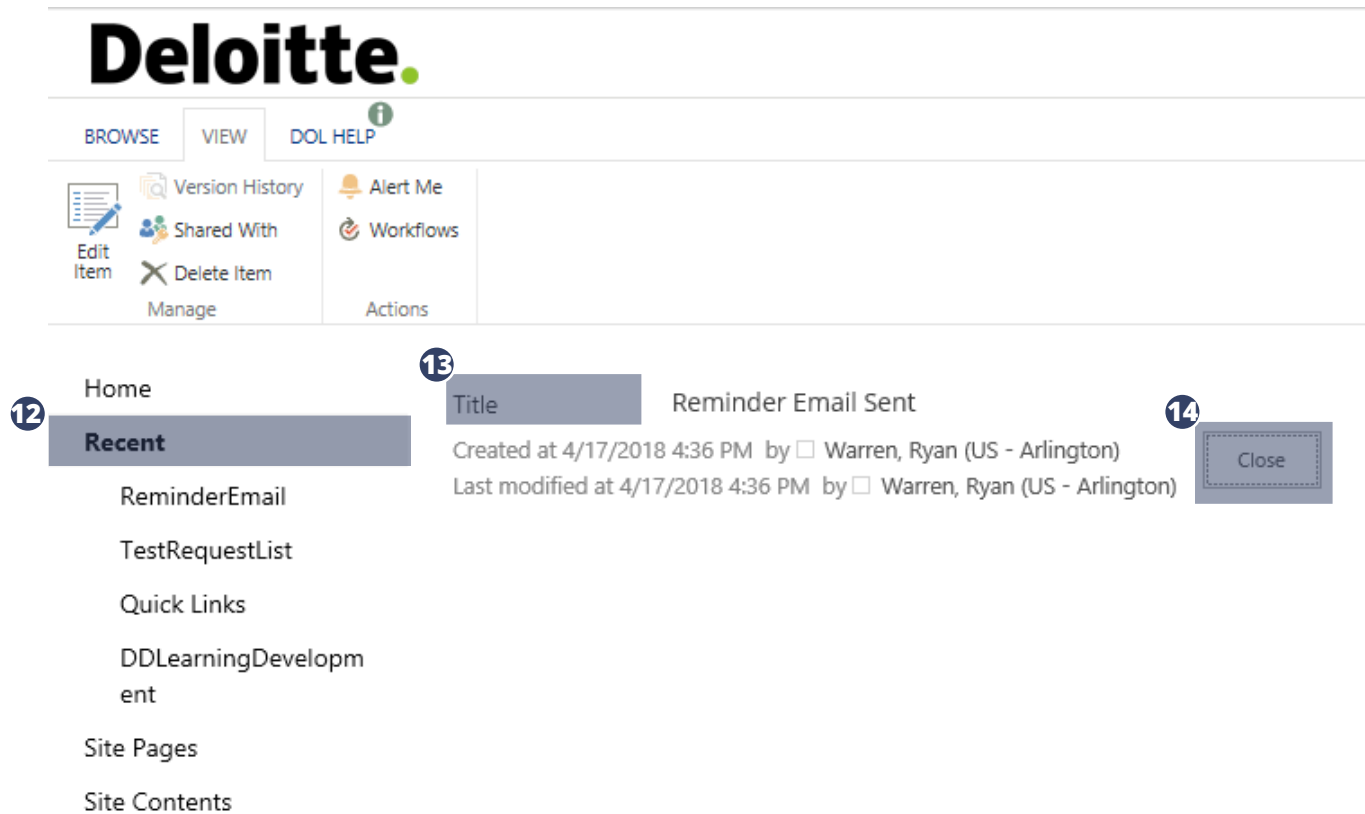 Deloitte.
i
BROWSE VIEW DOL HELP
Version History Alert Me
Shared With Workflows
Edit
Item
Delete Item
Manage Actions
13
Home
Title Reminder Email Sent
12
14
Recent
Created at 4/17/2018 4:36 PM by Warren, Ryan (US - Arlington)
Close
Last modified at 4/17/2018 4:36 PM by Warren, Ryan (US - Arlington)
ReminderEmail
TestRequestList
Quick Links
DDLearningDevelopm
ent
Site Pages
Site Contents